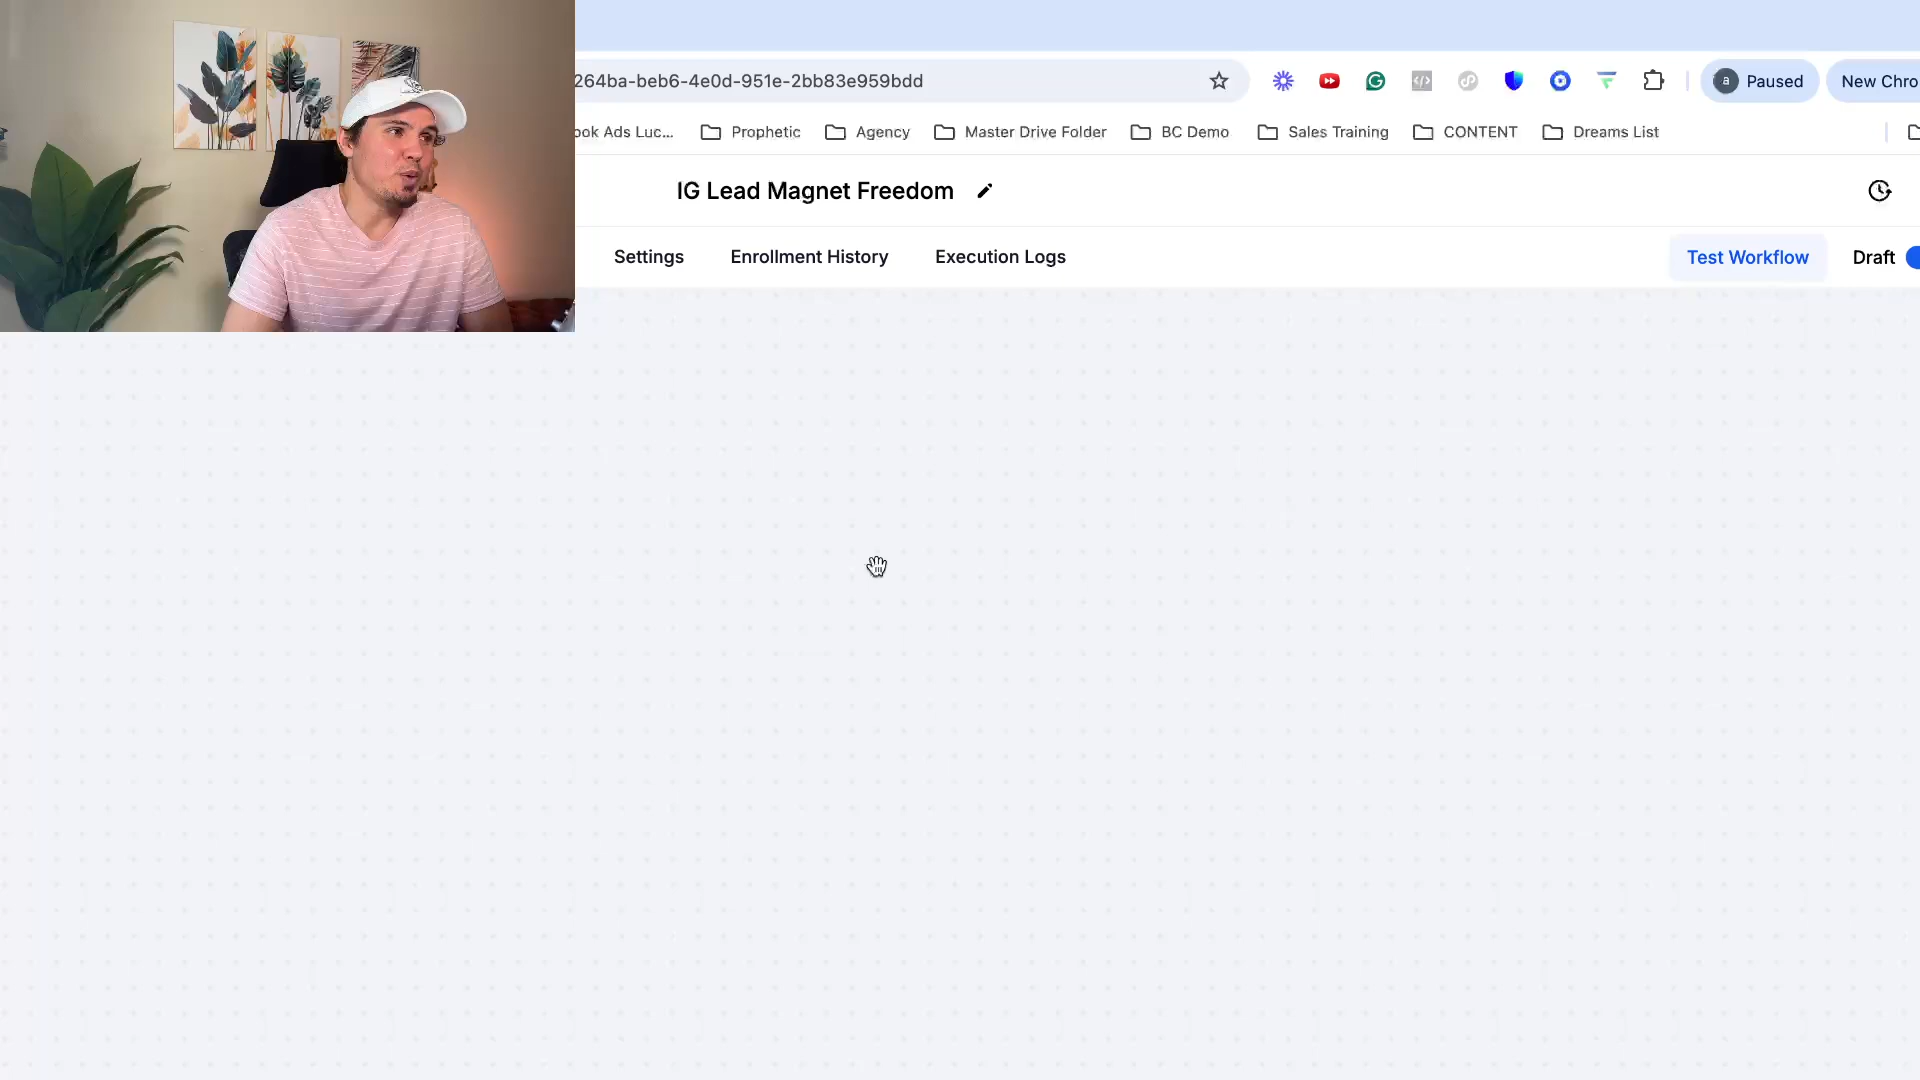 264ba-beb6-4e0d-951e-2bb83e959bdd
a Paused
New Chro
ook Ads Luc...
Prophetic
Agency
Master Drive Folder
BC Demo
Sales Training
CONTENT
Dreams List
IG Lead Magnet Freedom
Settings
Enrollment History
Execution Logs
Test Workflow
Draft